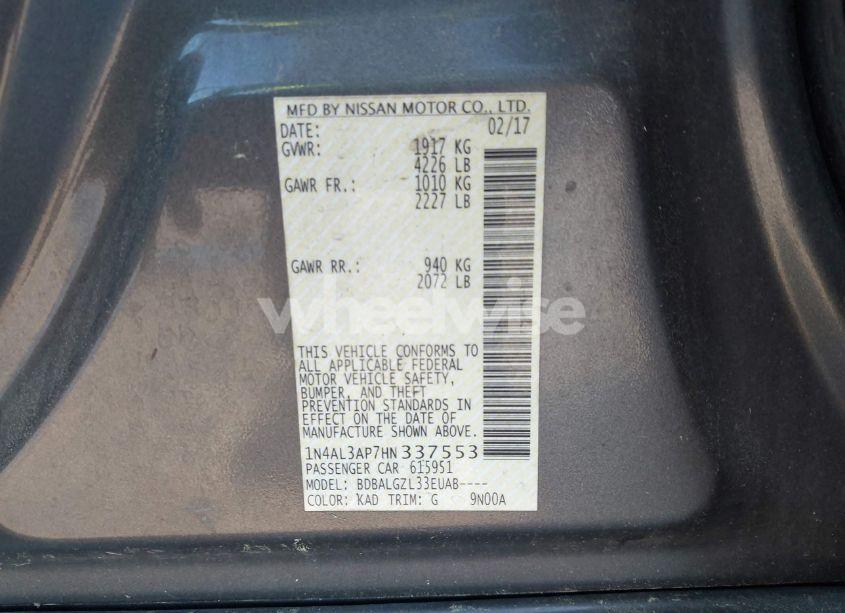 MFD BY NISSAN MOTOR CO., LTD.
DATE: 02/17
GVWR: 1917 KG
4226 LB
GAWR FR.: 1010 KG
2227 LB
GAWR RR.: 940 KG
2072 LB
wheelwise
THIS VEHICLE CONFORMS TO
ALL APPLICABLE FEDERAL
MOTOR VEHICLE SAFETY,
BUMPER, AND THEFT
PREVENTION STANDARDS IN
EFFECT ON THE DATE OF
MANUFACTURE SHOWN ABOVE.
1N4AL3AP7HN337553
PASSENGER CAR 615951
MODEL: BDBALGZL33EUAB----
COLOR: KAD TRIM: G 9N00A